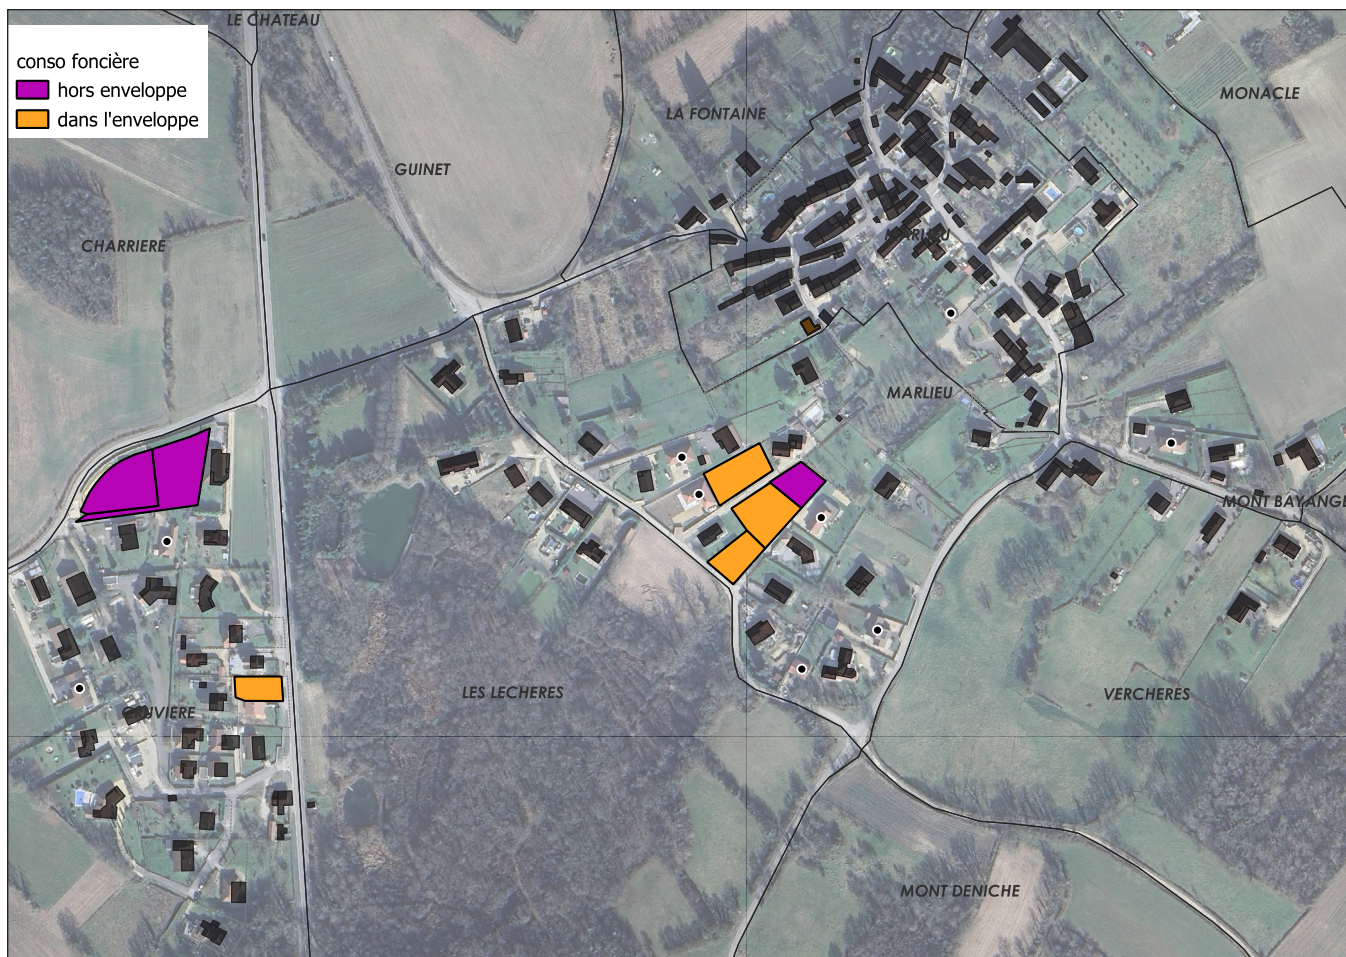 LE CHATEAU
conso foncière
hors enveloppe
dans l'enveloppe
MONACLE
LA FONTAINE
GUINET
CHARRIERE
MARLIEU
MARLIEU
MONT BAYANGE
LES LECHERES
VERCHERES
MONT DENICHE